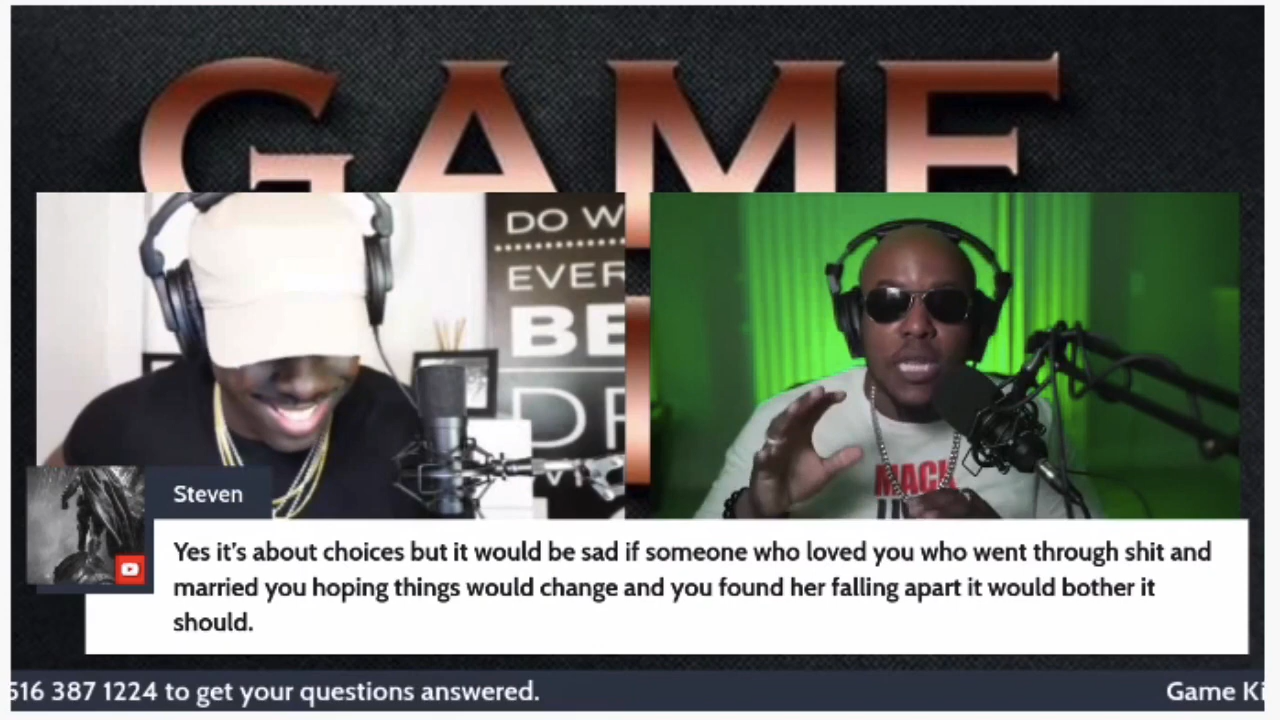 GAME
DO W
EVER
BE
DR
MACK
Steven
Yes it's about choices but it would be sad if someone who loved you who went through shit and
married you hoping things would change and you found her falling apart it would bother it
should.
516 387 1224 to get your questions answered.
Game Ki